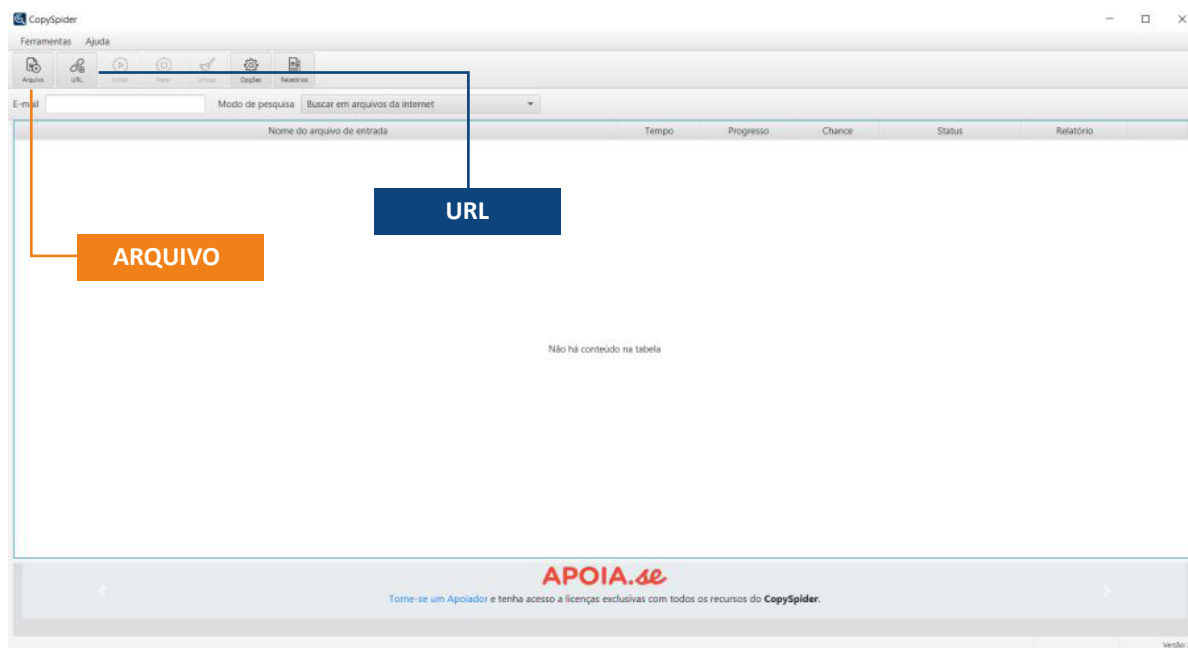 CopySpider
Ferramentas Ajuda
Arquivo URL Iniciar Parar Limpar Opções Relatórios
E-mail Modo de pesquisa Buscar em arquivos da internet
Nome do arquivo de entrada Tempo Progresso Chance Status Relatório
URL
ARQUIVO
Não há conteúdo na tabela
APOIA.se
Torne-se um Apoiador e tenha acesso a licenças exclusivas com todos os recursos do CopySpider.
Versão: